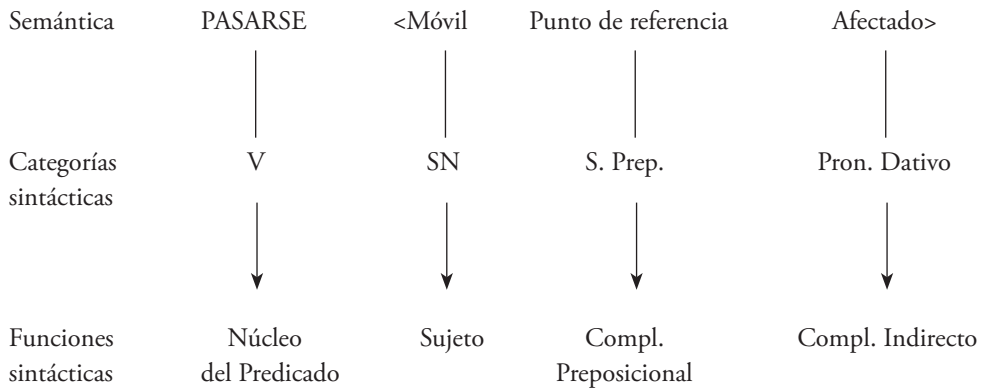 Semántica PASARSE <Móvil Punto de referencia Afectado>
Categorías V SN S. Prep. Pron. Dativo
sintácticas
Funciones Núcleo Sujeto Compl. Compl. Indirecto
sintácticas del Predicado Preposicional